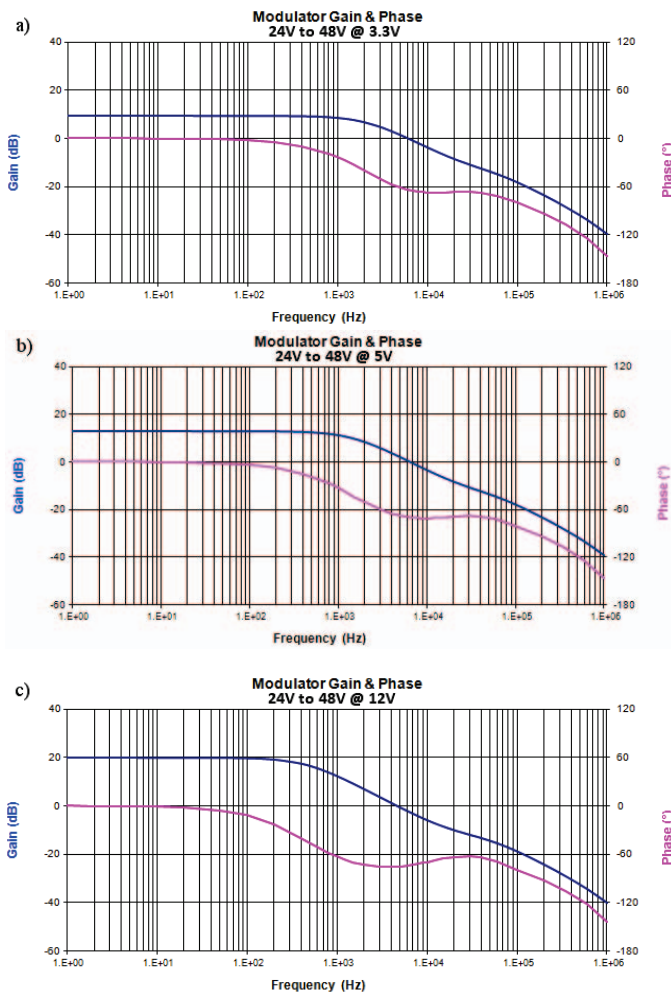 a)
Modulator Gain & Phase
24V to 48V @ 3.3V
40
20
0
-20
-40
-60
Gain (dB)
120
60
0
-60
-120
-180
Phase (°)
1.E+00 1.E+01 1.E+02 1.E+03 1.E+04 1.E+05 1.E+06
Frequency (Hz)
b)
Modulator Gain & Phase
24V to 48V @ 5V
40
20
0
-20
-40
-60
Gain (dB)
120
60
0
-60
-120
-180
Phase (°)
1.E+00 1.E+01 1.E+02 1.E+03 1.E+04 1.E+05 1.E+06
Frequency (Hz)
c)
Modulator Gain & Phase
24V to 48V @ 12V
40
20
0
-20
-40
-60
Gain (dB)
120
60
0
-60
-120
-180
Phase (°)
1.E+00 1.E+01 1.E+02 1.E+03 1.E+04 1.E+05 1.E+06
Frequency (Hz)